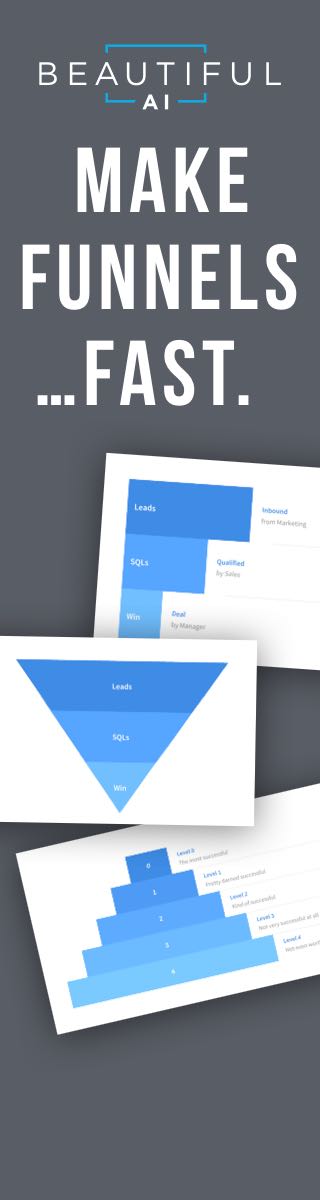 BEAUTIFUL
AI
MAKE
FUNNELS
...FAST.
Leads
Inbound
from Marketing
SQLs
Qualified
by Sales
Win
Deal
by Manager
Leads
SQLs
Win
0
Level 0
The most successful
1
Level 1
Pretty darned successful
2
Level 2
Kind of successful
3
Level 3
Not very successful at all
4
Level 4
Not even